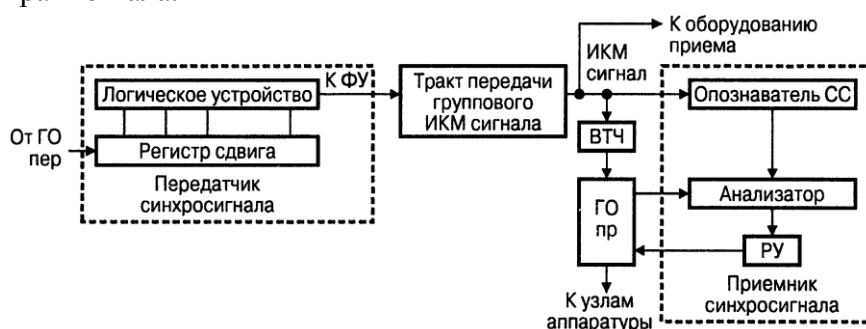 К оборудованию
приема
ИКМ
сигнал
К ФУ
Логическое устройство
Тракт передачи
группового
ИКМ сигнала
Опознаватель СС
От ГО
пер
Регистр сдвига
ВТЧ
Передатчик
синхросигнала
ГО
пр
Анализатор
РУ
Приемник
синхросигнала
К узлам
аппаратуры